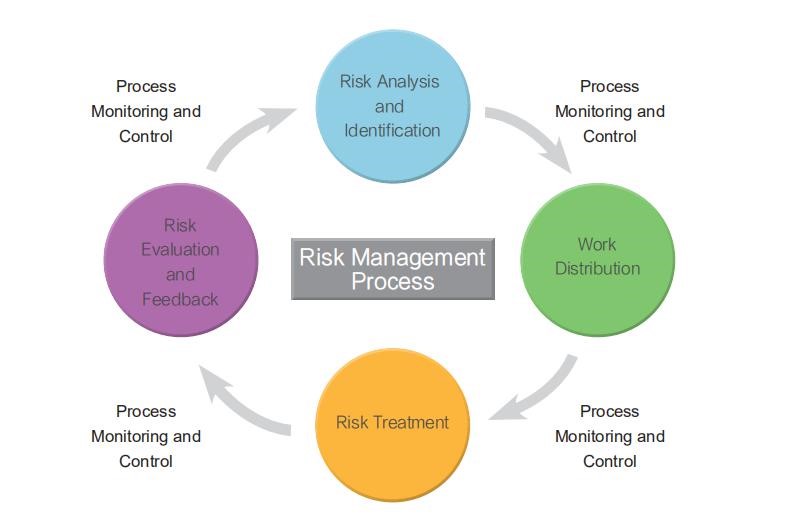 Risk Analysis
and
Identification
Process
Monitoring and
Control
Process
Monitoring and
Control
Risk
Evaluation
and
Feedback
Risk Management
Process
Work
Distribution
Risk Treatment
Process
Monitoring and
Control
Process
Monitoring and
Control